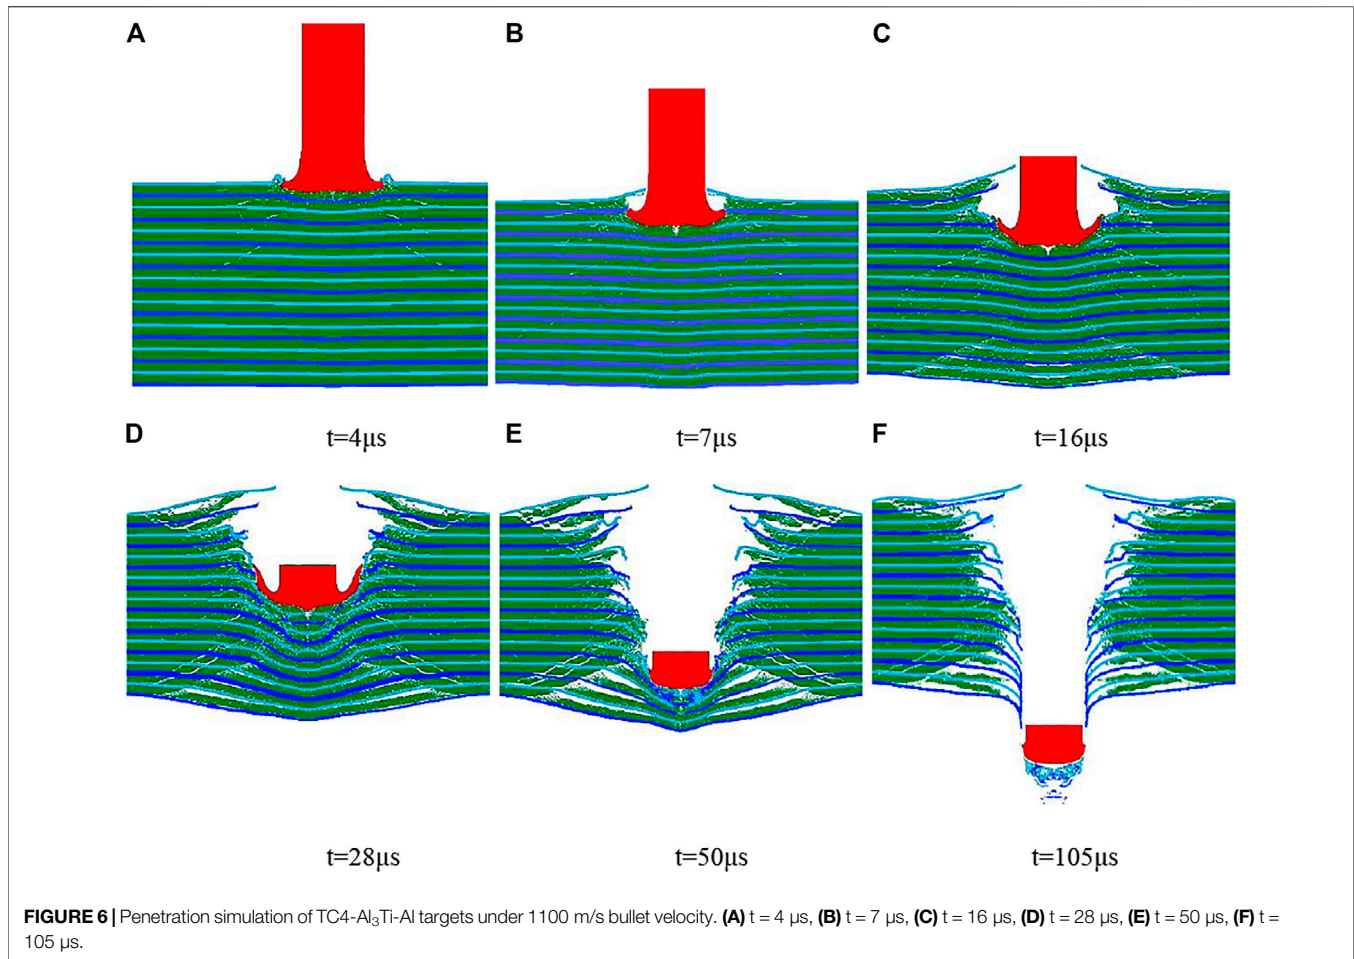 A
B
C
D
t=4μs
E
t=7μs
F
t=16μs
t=28μs
t=50μs
t=105μs
FIGURE 6 | Penetration simulation of TC4-Al₃Ti-Al targets under 1100 m/s bullet velocity. (A) t = 4 μs, (B) t = 7 μs, (C) t = 16 μs, (D) t = 28 μs, (E) t = 50 μs, (F) t =
105 μs.